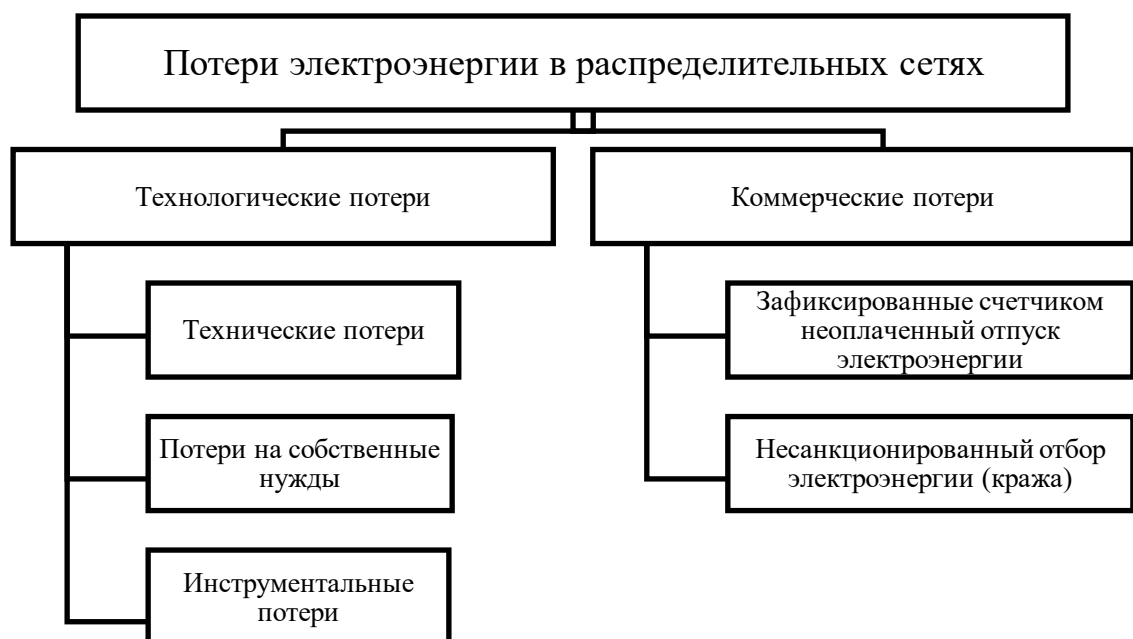 Потери электроэнергии в распределительных сетях
Технологические потери
Коммерческие потери
Технические потери
Зафиксированные счетчиком
неоплаченный отпуск
электроэнергии
Потери на собственные
нужды
Несанкционированный отбор
электроэнергии (кража)
Инструментальные
потери